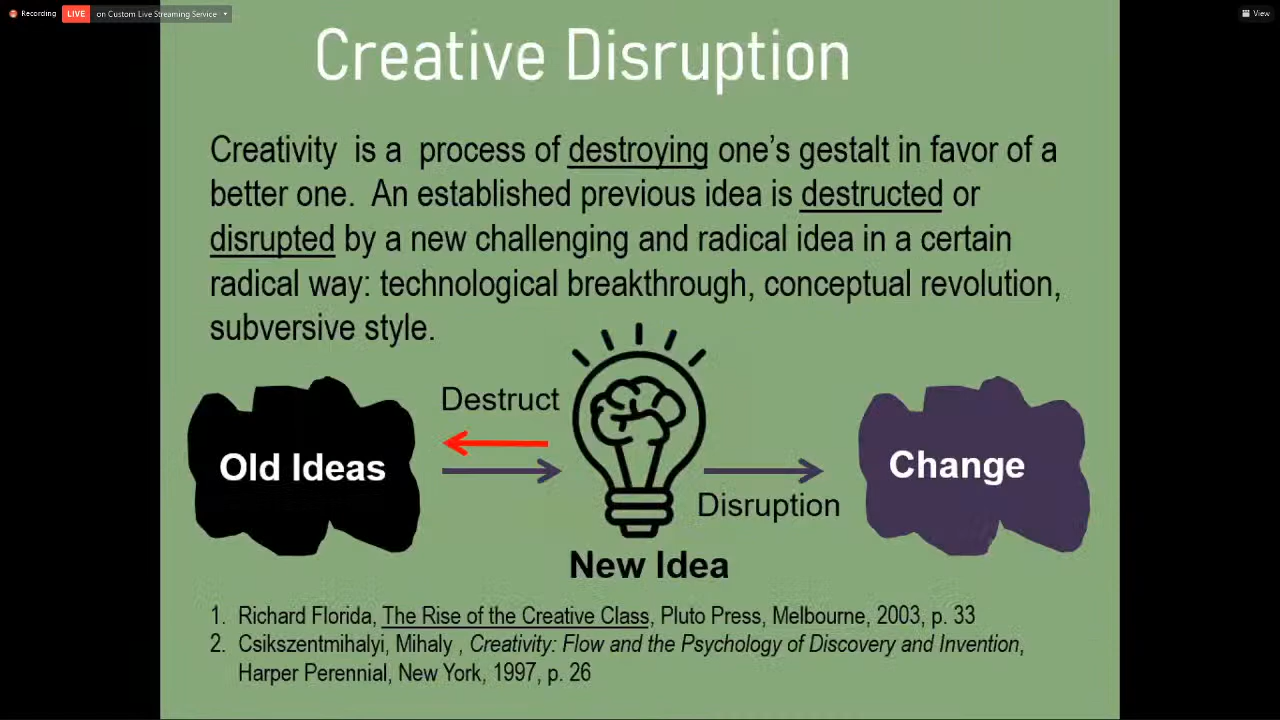 Recording LIVE on Custom Live Streaming Service View
Creative Disruption
Creativity is a process of destroying one's gestalt in favor of a
better one. An established previous idea is destructed or
disrupted by a new challenging and radical idea in a certain
radical way: technological breakthrough, conceptual revolution,
subversive style.
Destruct
Old Ideas
Change
Disruption
New Idea
1. Richard Florida, The Rise of the Creative Class, Pluto Press, Melbourne, 2003, p. 33
2. Csikszentmihalyi, Mihaly , Creativity: Flow and the Psychology of Discovery and Invention,
Harper Perennial, New York, 1997, p. 26